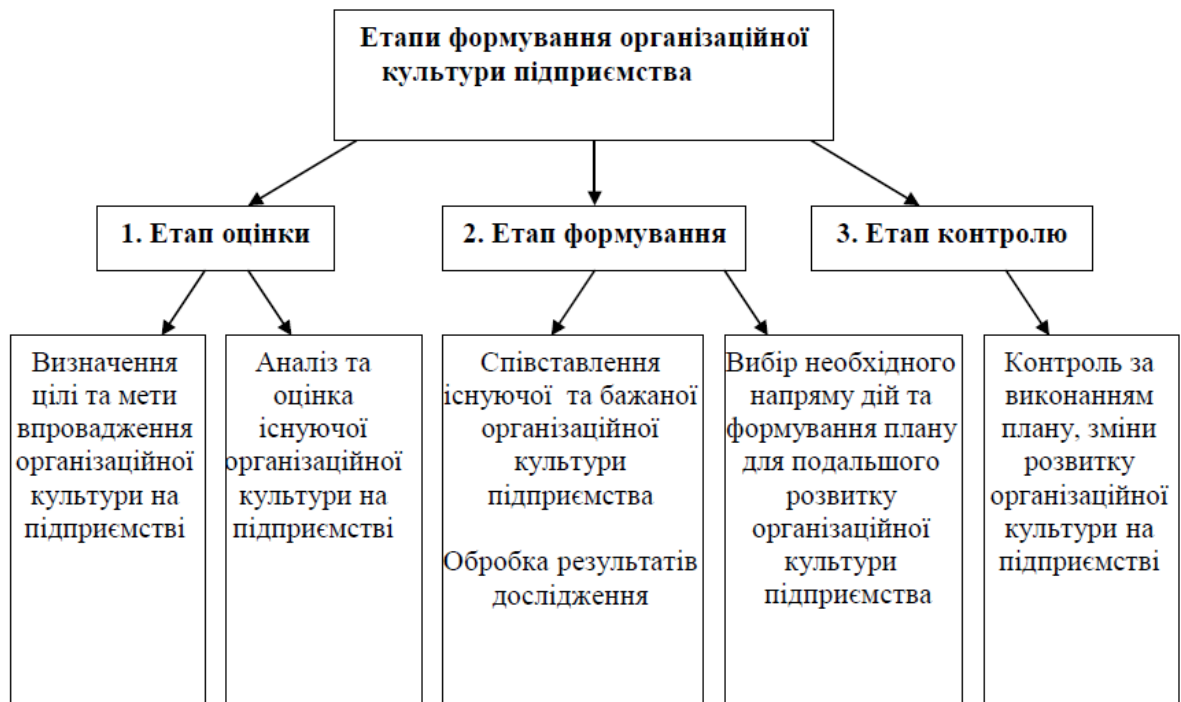 Етапи формування організаційної
культури підприємства
1. Етап оцінки
2. Етап формування
3. Етап контролю
Визначення
цілі та мети
впровадження
організаційної
культури на
підприємстві
Аналіз та
оцінка
існуючої
організаційної
культури на
підприємстві
Співставлення
існуючої та бажаної
організаційної
культури
підприємства
Обробка результатів
дослідження
Вибір необхідного
напряму дій та
формування плану
для подальшого
розвитку
організаційної
культури
підприємства
Контроль за
виконанням
плану, зміни
розвитку
організаційної
культури на
підприємстві